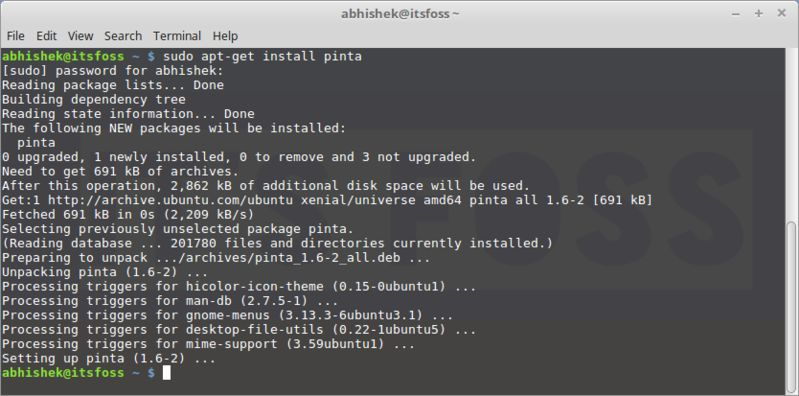 abhishek@itsfoss ~
File Edit View Search Terminal Help
abhishek@itsfoss ~ $ sudo apt-get install pinta
[sudo] password for abhishek:
Reading package lists... Done
Building dependency tree
Reading state information... Done
The following NEW packages will be installed:
  pinta
0 upgraded, 1 newly installed, 0 to remove and 3 not upgraded.
Need to get 691 kB of archives.
After this operation, 2,862 kB of additional disk space will be used.
Get:1 http://archive.ubuntu.com/ubuntu xenial/universe amd64 pinta all 1.6-2 [691 kB]
Fetched 691 kB in 0s (2,209 kB/s)
Selecting previously unselected package pinta.
(Reading database ... 201780 files and directories currently installed.)
Preparing to unpack .../archives/pinta_1.6-2_all.deb ...
Unpacking pinta (1.6-2) ...
Processing triggers for hicolor-icon-theme (0.15-0ubuntu1) ...
Processing triggers for man-db (2.7.5-1) ...
Processing triggers for gnome-menus (3.13.3-6ubuntu3.1) ...
Processing triggers for desktop-file-utils (0.22-1ubuntu5) ...
Processing triggers for mime-support (3.59ubuntu1) ...
Setting up pinta (1.6-2) ...
abhishek@itsfoss ~ $
IT'S FOSS